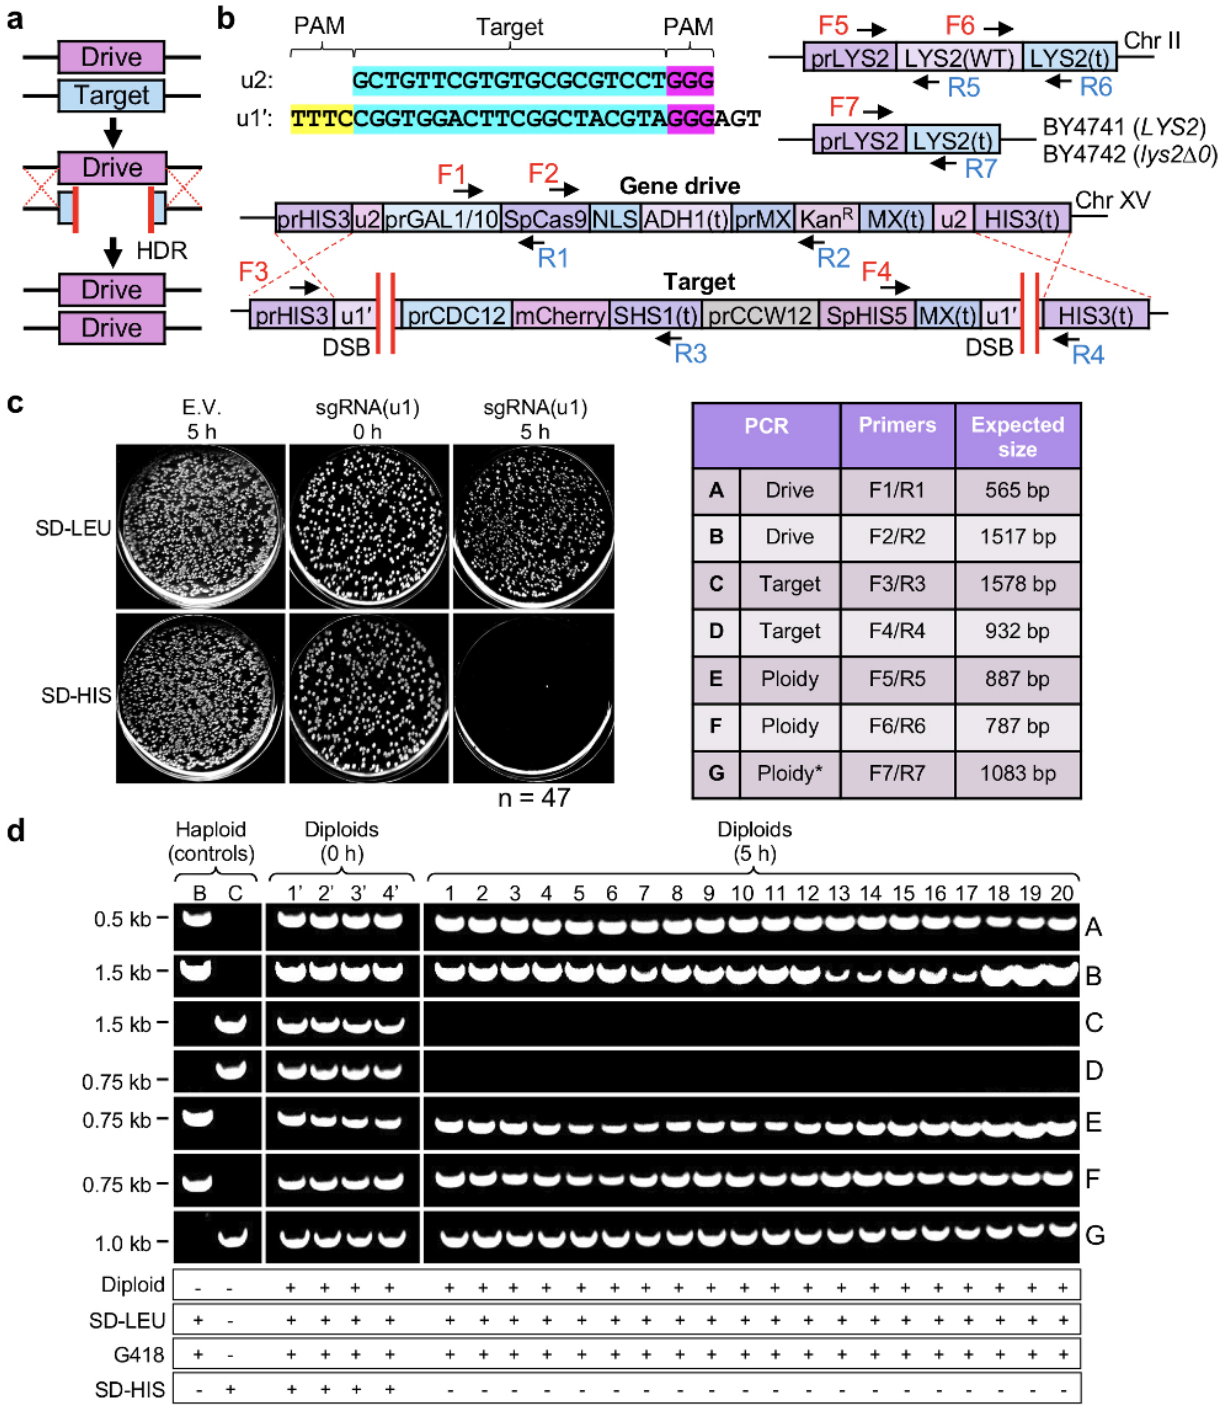 a
Drive
Target
Drive
HDR
Drive
Drive
b
PAM Target PAM
u2: GCTGTTCGTGTGCGCGTCCTGGG
u1′: TTTCCGGTGGACTTCGGCTACGTAGGGAGT
F5 F6
prLYS2 LYS2(WT) LYS2(t) Chr II
R5 R6
F7
prLYS2 LYS2(t)
R7
BY4741 (LYS2)
BY4742 (lys2Δ0)
F1 F2
Gene drive
prHIS3 u2 prGAL1/10 SpCas9 NLS ADH1(t) prMX KanR MX(t) u2 HIS3(t) Chr XV
R1 R2
F3 Target F4
prHIS3 u1′ prCDC12 mCherry SHS1(t) prCCW12 SpHIS5 MX(t) u1′ HIS3(t)
DSB R3 DSB R4
c
E.V. 5 h
sgRNA(u1) 0 h
sgRNA(u1) 5 h
SD-LEU
SD-HIS
n = 47
PCR Primers Expected size
A Drive F1/R1 565 bp
B Drive F2/R2 1517 bp
C Target F3/R3 1578 bp
D Target F4/R4 932 bp
E Ploidy F5/R5 887 bp
F Ploidy F6/R6 787 bp
G Ploidy* F7/R7 1083 bp
d
Haploid (controls)
Diploids (0 h)
Diploids (5 h)
B C 1' 2' 3' 4' 1 2 3 4 5 6 7 8 9 10 11 12 13 14 15 16 17 18 19 20
0.5 kb A
1.5 kb B
1.5 kb C
0.75 kb D
0.75 kb E
0.75 kb F
1.0 kb G
Diploid - - + + + + + + + + + + + + + + + + + + + + + + + +
SD-LEU + - + + + + + + + + + + + + + + + + + + + + + + + +
G418 + - + + + + + + + + + + + + + + + + + + + + + + + +
SD-HIS - + + + + + - - - - - - - - - - - - - - - - - - - -